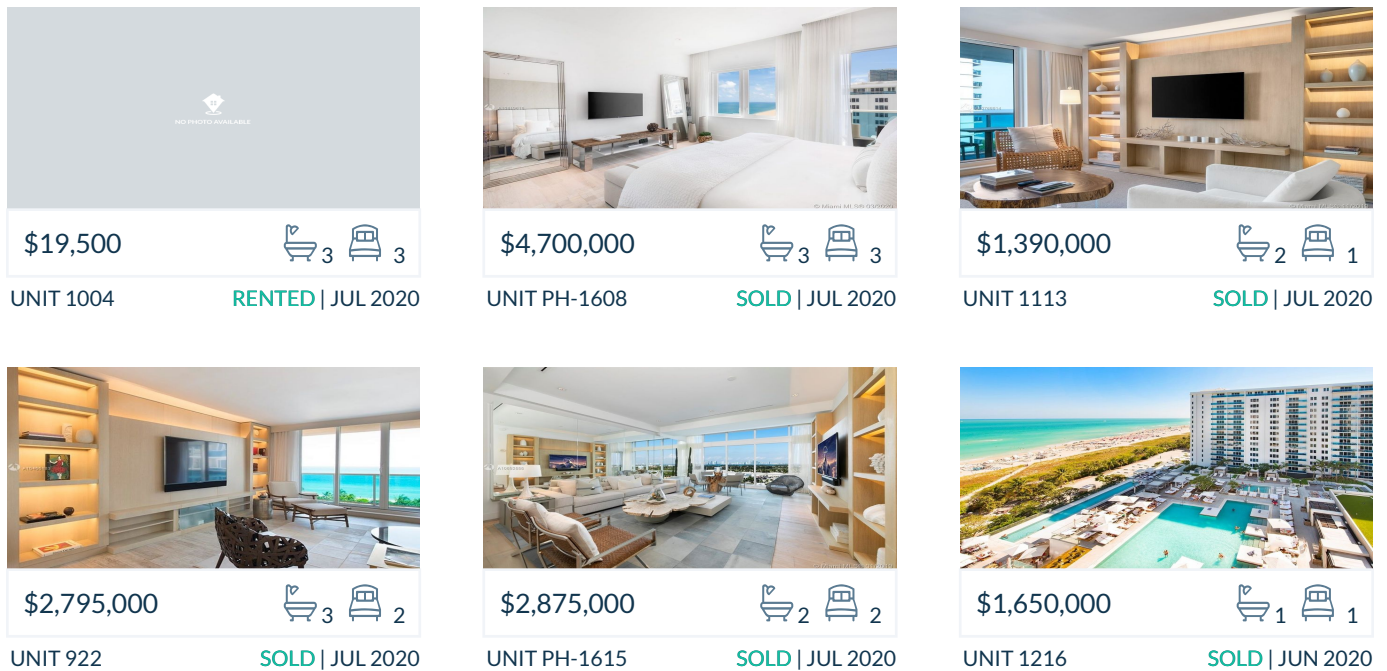 NO PHOTO AVAILABLE
$19,500 3 3
UNIT 1004 RENTED | JUL 2020
$4,700,000 3 3
UNIT PH-1608 SOLD | JUL 2020
$1,390,000 2 1
UNIT 1113 SOLD | JUL 2020
$2,795,000 3 2
UNIT 922 SOLD | JUL 2020
$2,875,000 2 2
UNIT PH-1615 SOLD | JUL 2020
$1,650,000 1 1
UNIT 1216 SOLD | JUN 2020